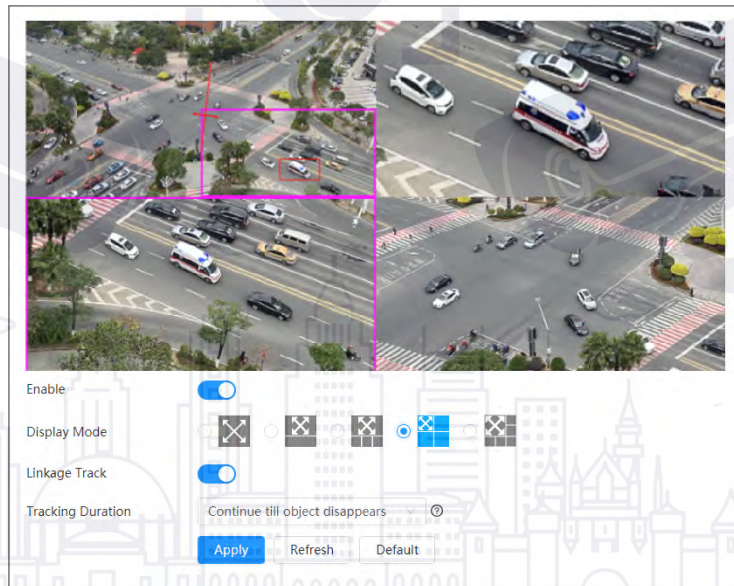 Enable
Display Mode
Linkage Track
Tracking Duration Continue till object disappears ?
Apply Refresh Default